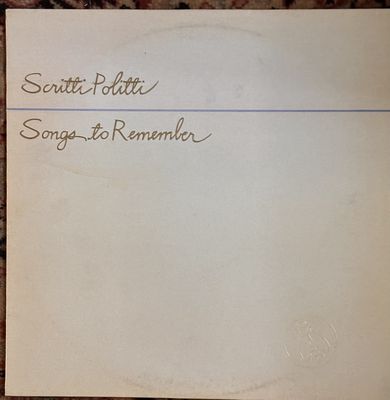 Scritti Politti
Songs to Remember